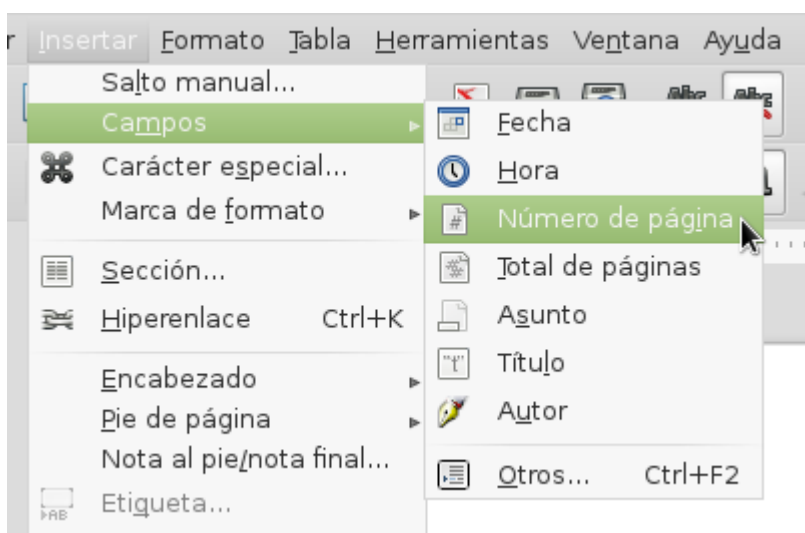 r Insertar Formato Tabla Herramientas Ventana Ayuda
Salto manual...
Campos
Carácter especial...
Marca de formato
Sección...
Hiperenlace Ctrl+K
Encabezado
Pie de página
Nota al pie/nota final...
Etiqueta...
Fecha
Hora
Número de página
Total de páginas
Asunto
Título
Autor
Otros... Ctrl+F2